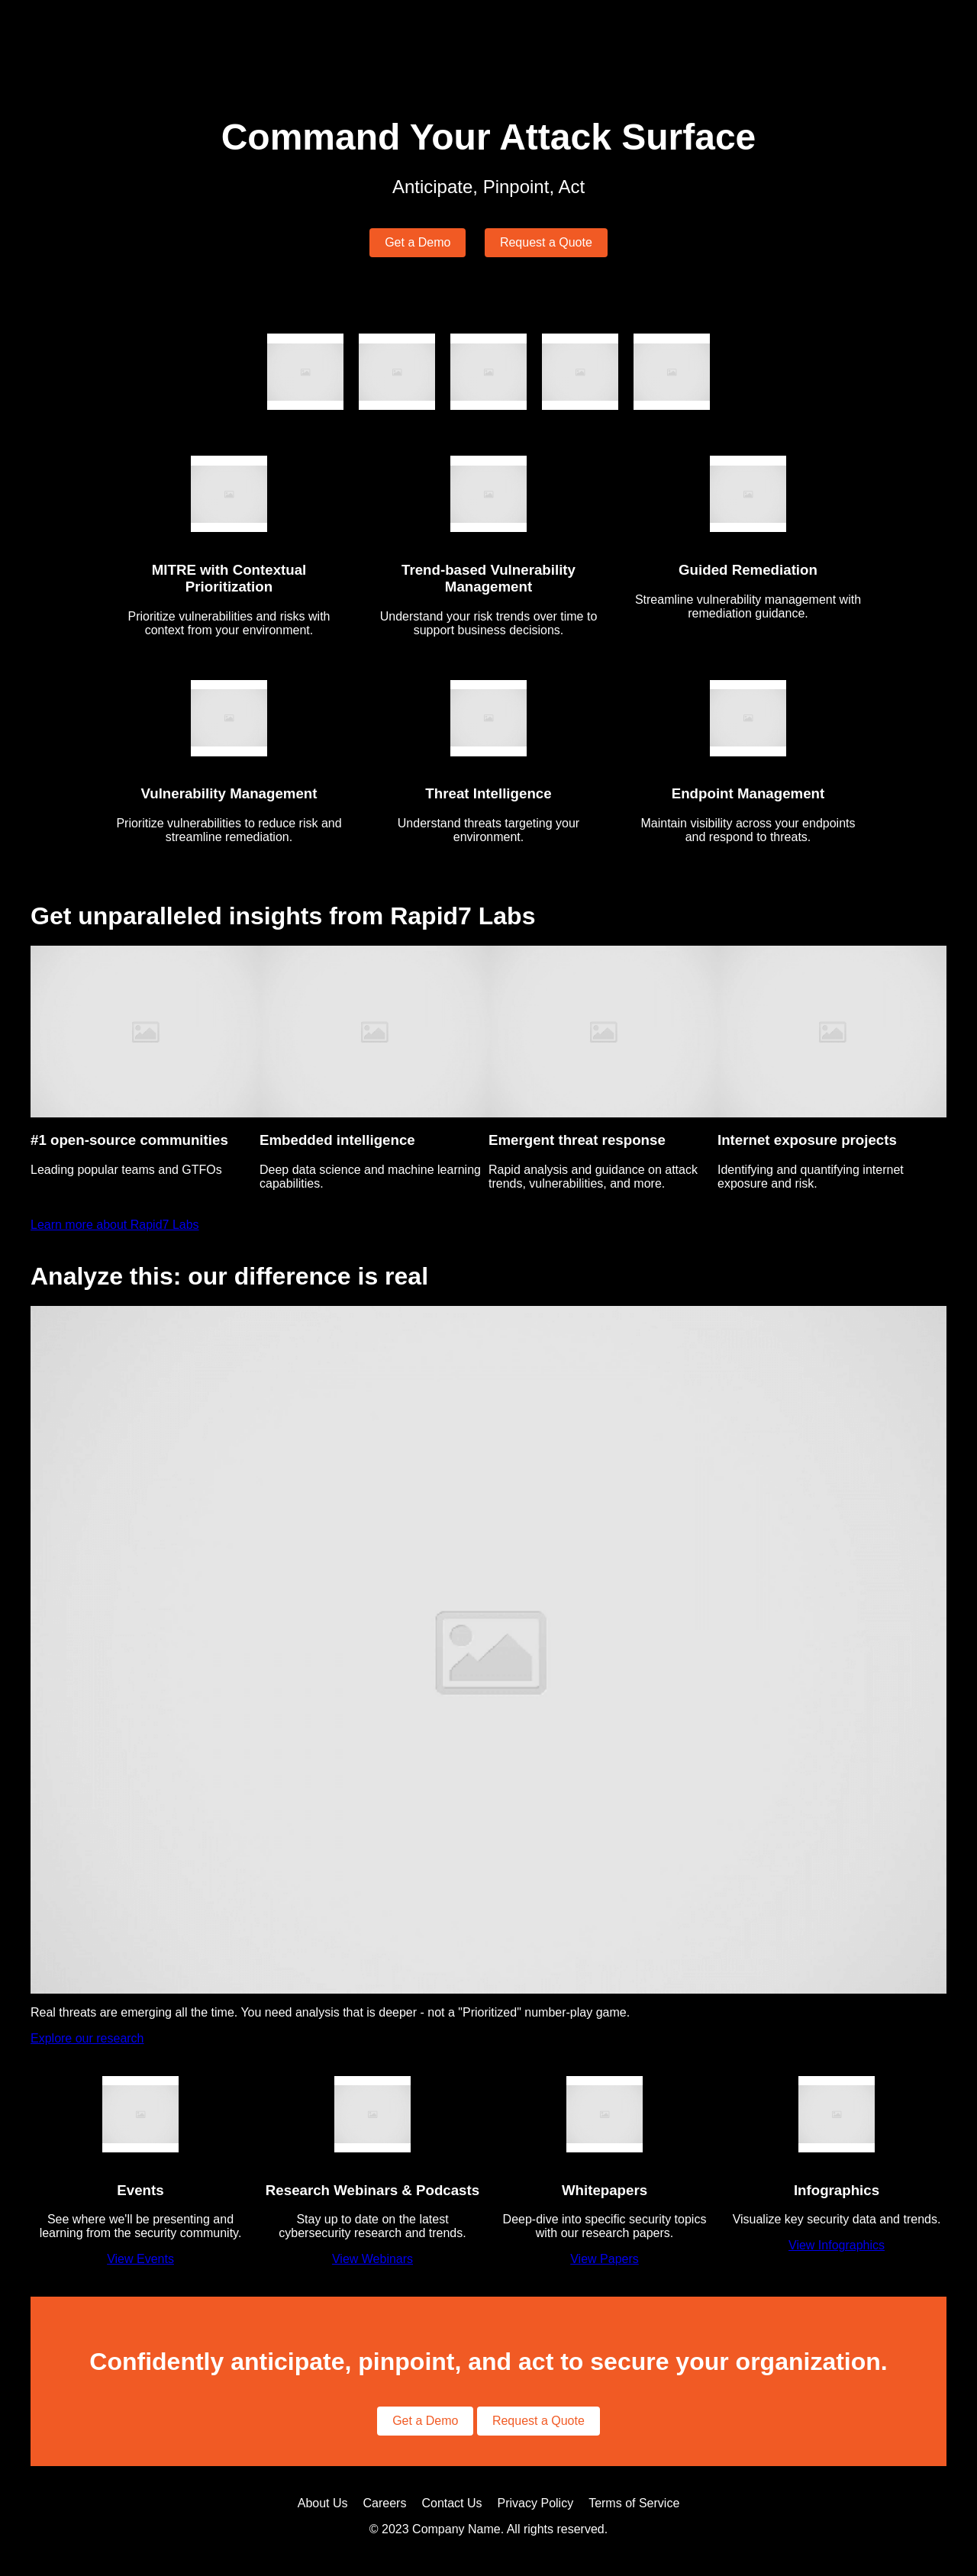 Command Your Attack Surface
Anticipate, Pinpoint, Act
Get a Demo
Request a Quote
MITRE with Contextual
Prioritization
Prioritize vulnerabilities and risks with
context from your environment.
Trend-based Vulnerability
Management
Understand your risk trends over time to
support business decisions.
Guided Remediation
Streamline vulnerability management with
remediation guidance.
Vulnerability Management
Prioritize vulnerabilities to reduce risk and
streamline remediation.
Threat Intelligence
Understand threats targeting your
environment.
Endpoint Management
Maintain visibility across your endpoints
and respond to threats.
Get unparalleled insights from Rapid7 Labs
#1 open-source communities
Leading popular teams and GTFOs
Embedded intelligence
Deep data science and machine learning
capabilities.
Emergent threat response
Rapid analysis and guidance on attack
trends, vulnerabilities, and more.
Internet exposure projects
Identifying and quantifying internet
exposure and risk.
Learn more about Rapid7 Labs
Analyze this: our difference is real
Real threats are emerging all the time. You need analysis that is deeper - not a "Prioritized" number-play game.
Explore our research
Events
See where we'll be presenting and
learning from the security community.
View Events
Research Webinars & Podcasts
Stay up to date on the latest
cybersecurity research and trends.
View Webinars
Whitepapers
Deep-dive into specific security topics
with our research papers.
View Papers
Infographics
Visualize key security data and trends.
View Infographics
Confidently anticipate, pinpoint, and act to secure your organization.
Get a Demo
Request a Quote
About Us
Careers
Contact Us
Privacy Policy
Terms of Service
© 2023 Company Name. All rights reserved.